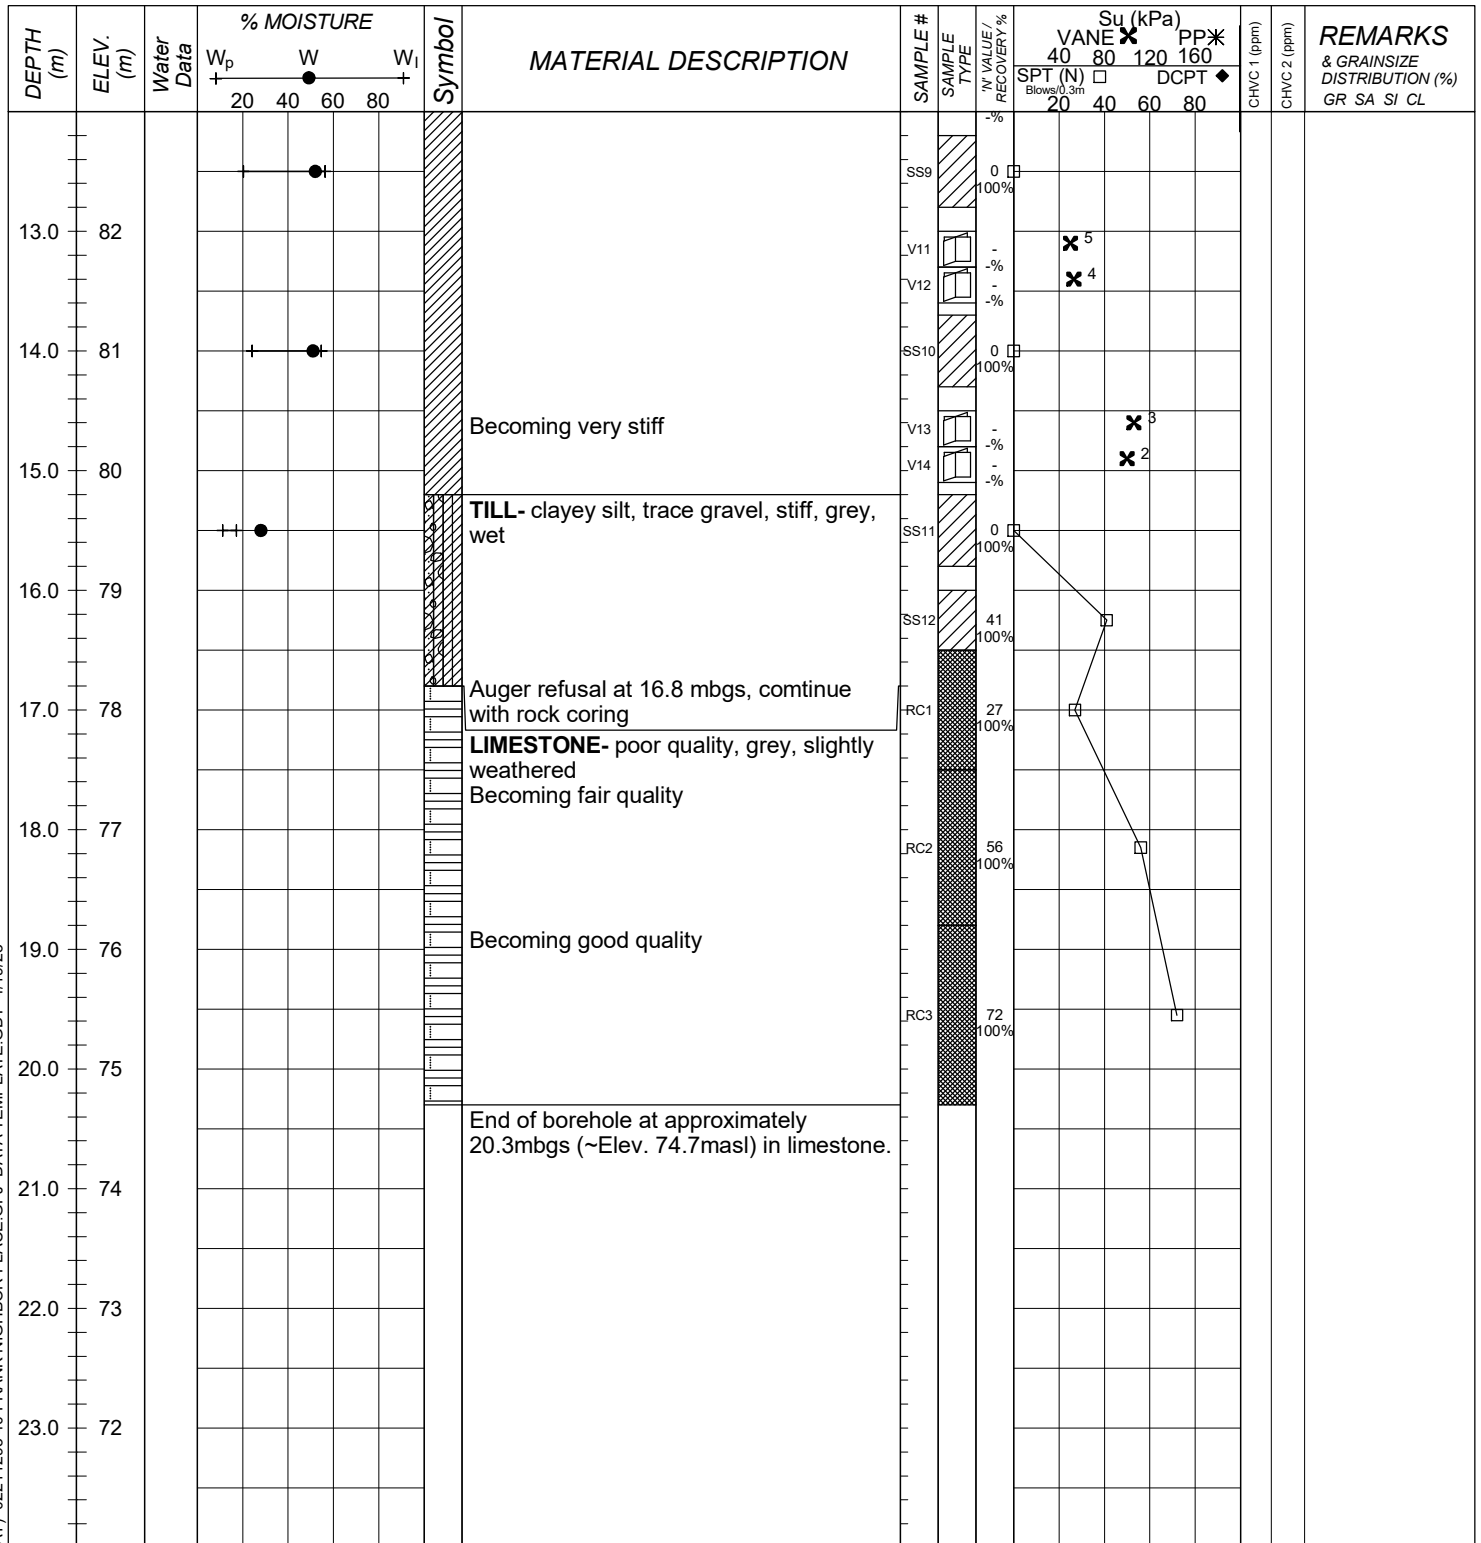 DEPTH (m)
ELEV. (m)
Water Data
% MOISTURE
Wp W Wl
20 40 60 80
Symbol
MATERIAL DESCRIPTION
SAMPLE #
SAMPLE TYPE
'N' VALUE / RECOVERY %
Su (kPa)
VANE PP
40 80 120 160
SPT (N) DCPT
Blows/0.3m
20 40 60 80
CHVC 1 (ppm)
CHVC 2 (ppm)
REMARKS
& GRAINSIZE
DISTRIBUTION (%)
GR SA SI CL
-%
SS9 0
100%
13.0 82
V11 - 5
-%
V12 - 4
-%
14.0 81
SS10 0
100%
Becoming very stiff
V13 - 3
-%
V14 - 2
-%
15.0 80
TILL- clayey silt, trace gravel, stiff, grey,
wet
SS11 0
100%
16.0 79
SS12 41
100%
Auger refusal at 16.8 mbgs, comtinue
with rock coring
17.0 78
RC1 27
100%
LIMESTONE- poor quality, grey, slightly
weathered
Becoming fair quality
18.0 77
RC2 56
100%
Becoming good quality
19.0 76
RC3 72
100%
20.0 75
End of borehole at approximately
20.3mbgs (~Elev. 74.7masl) in limestone.
21.0 74
22.0 73
23.0 72